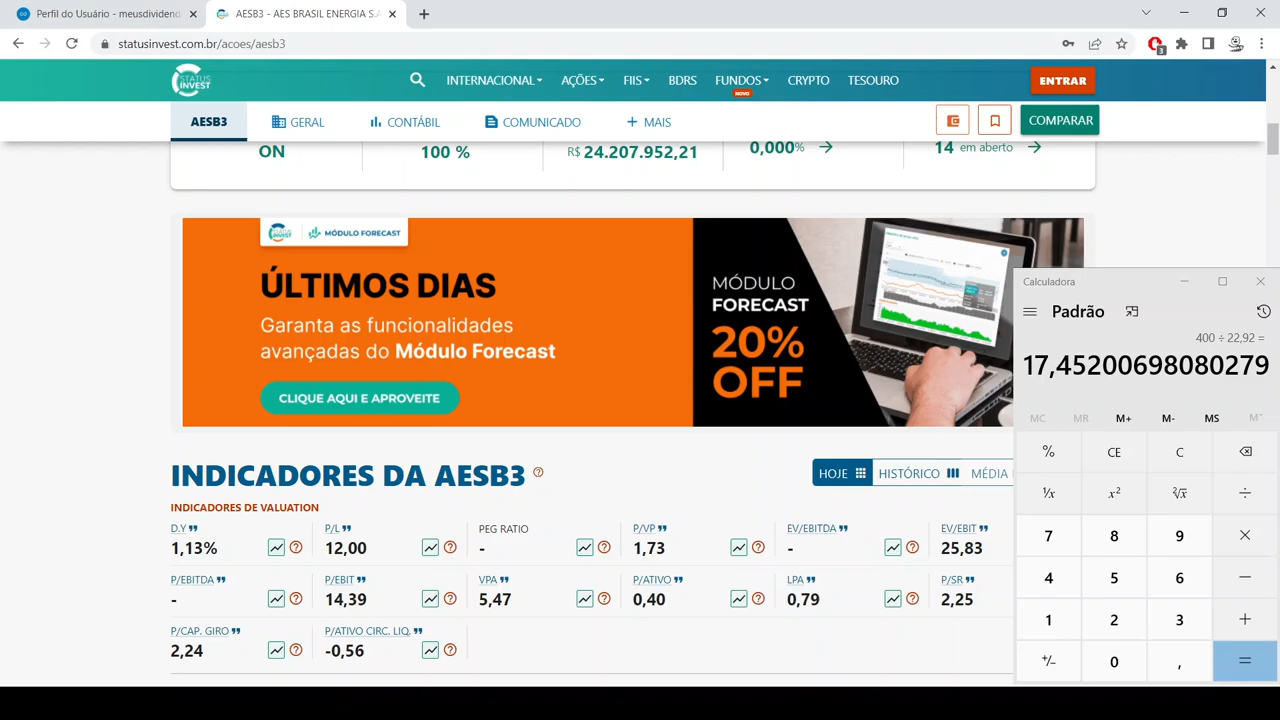 Perfil do Usuário - meusdividend
AESB3 - AES BRASIL ENERGIA S.A
statusinvest.com.br/acoes/aesb3
3
STATUS
INVEST
INTERNACIONAL
AÇÕES
FIIS
BDRS
FUNDOS
NOVO
CRYPTO
TESOURO
ENTRAR
AESB3
GERAL
CONTÁBIL
COMUNICADO
+ MAIS
COMPARAR
ON
100 %
R$ 24.207.952,21
0,000%
14 em aberto
MÓDULO FORECAST
ÚLTIMOS DIAS
Garanta as funcionalidades
avançadas do Módulo Forecast
CLIQUE AQUI E APROVEITE
MÓDULO
FORECAST
20%
OFF
Calculadora
Padrão
400 ÷ 22,92 =
17,45200698080279
MC MR M+ M- MS M
% CE C
¹/x x² ²√x ÷
7 8 9 ×
4 5 6 −
1 2 3 +
+/− 0 , =
INDICADORES DA AESB3
HOJE
HISTÓRICO
MÉDIA
INDICADORES DE VALUATION
D.Y P/L PEG RATIO P/VP EV/EBITDA EV/EBIT
1,13% 12,00 - 1,73 - 25,83
P/EBITDA P/EBIT VPA P/ATIVO LPA P/SR
- 14,39 5,47 0,40 0,79 2,25
P/CAP. GIRO P/ATIVO CIRC. LIQ.
2,24 -0,56